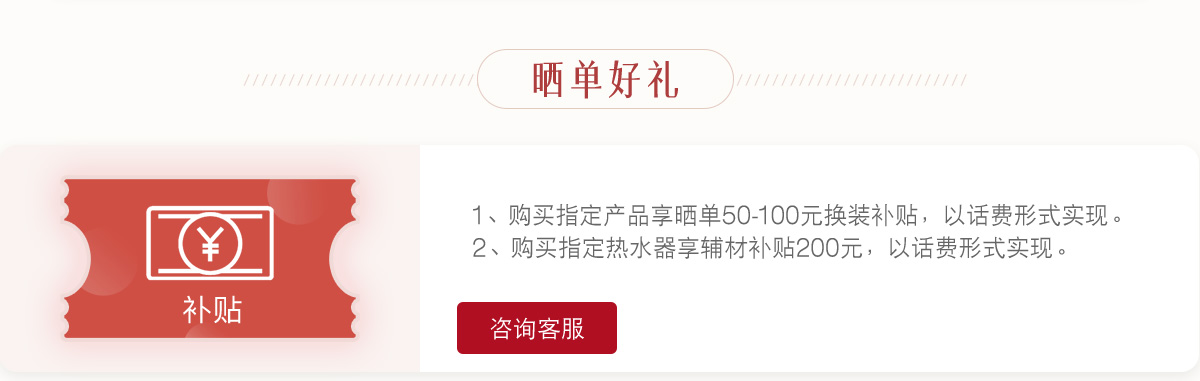 晒单好礼
1、购买指定产品享晒单50-100元换装补贴，以话费形式实现。
2、购买指定热水器享辅材补贴200元，以话费形式实现。
补贴
咨询客服